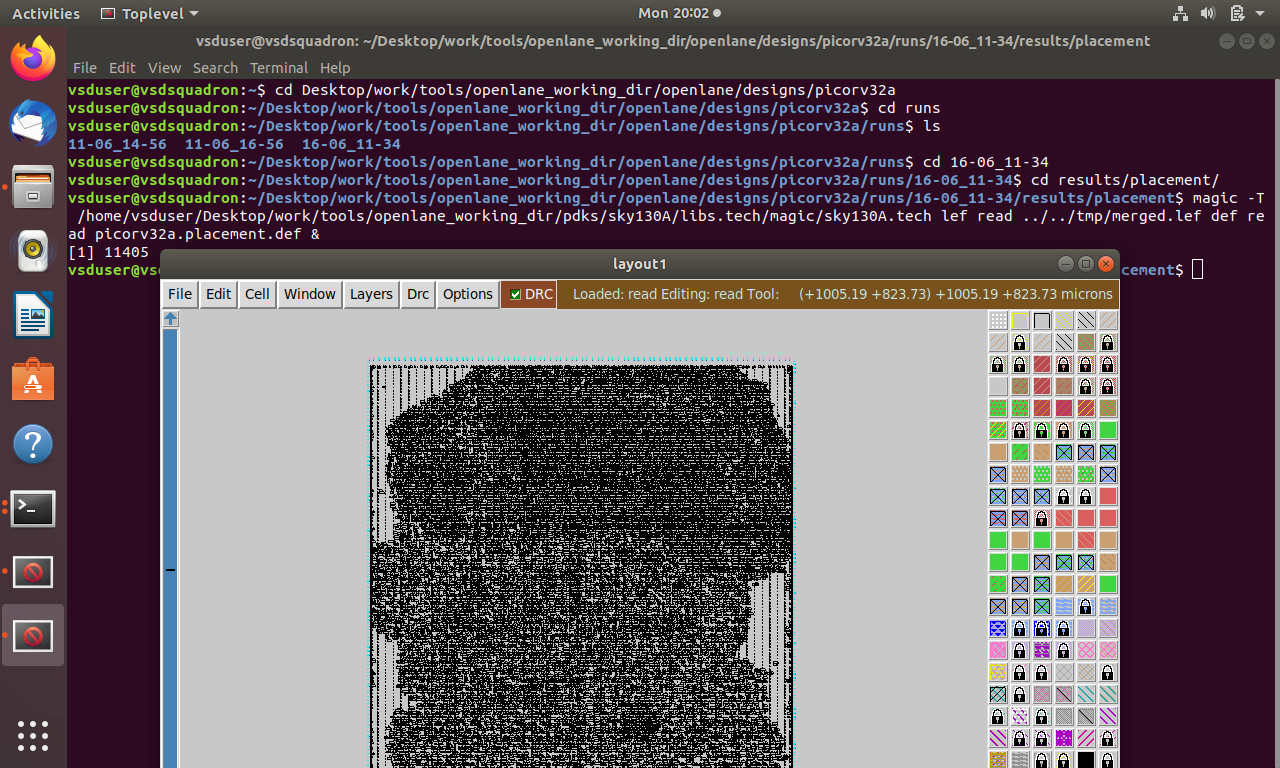 Activities Toplevel Mon 20:02
vsduser@vsdsquadron: ~/Desktop/work/tools/openlane_working_dir/openlane/designs/picorv32a/runs/16-06_11-34/results/placement
File Edit View Search Terminal Help
vsduser@vsdsquadron:~$ cd Desktop/work/tools/openlane_working_dir/openlane/designs/picorv32a
vsduser@vsdsquadron:~/Desktop/work/tools/openlane_working_dir/openlane/designs/picorv32a$ cd runs
vsduser@vsdsquadron:~/Desktop/work/tools/openlane_working_dir/openlane/designs/picorv32a/runs$ ls
11-06_14-56 11-06_16-56 16-06_11-34
vsduser@vsdsquadron:~/Desktop/work/tools/openlane_working_dir/openlane/designs/picorv32a/runs$ cd 16-06_11-34
vsduser@vsdsquadron:~/Desktop/work/tools/openlane_working_dir/openlane/designs/picorv32a/runs/16-06_11-34$ cd results/placement/
vsduser@vsdsquadron:~/Desktop/work/tools/openlane_working_dir/openlane/designs/picorv32a/runs/16-06_11-34/results/placement$ magic -T
/home/vsduser/Desktop/work/tools/openlane_working_dir/pdks/sky130A/libs.tech/magic/sky130A.tech lef read ../../tmp/merged.lef def re
ad picorv32a.placement.def &
[1] 11405
vsduser@vs cement$
layout1
File Edit Cell Window Layers Drc Options DRC Loaded: read Editing: read Tool: (+1005.19 +823.73) +1005.19 +823.73 microns